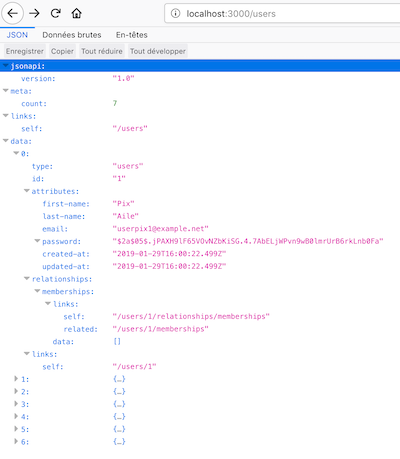 localhost:3000/users
JSON Données brutes En-têtes
Enregistrer Copier Tout réduire Tout développer
jsonapi:
version: "1.0"
meta:
count: 7
links:
self: "/users"
data:
0:
type: "users"
id: "1"
attributes:
first-name: "Pix"
last-name: "Aile"
email: "userpix1@example.net"
password: "$2a$05$.jPAXH9lF65VOvNZbKiSG.4.7AbELjWPvn9wB0lmrUrB6rkLnb0Fa"
created-at: "2019-01-29T16:00:22.499Z"
updated-at: "2019-01-29T16:00:22.499Z"
relationships:
memberships:
links:
self: "/users/1/relationships/memberships"
related: "/users/1/memberships"
data: []
links:
self: "/users/1"
1: {…}
2: {…}
3: {…}
4: {…}
5: {…}
6: {…}